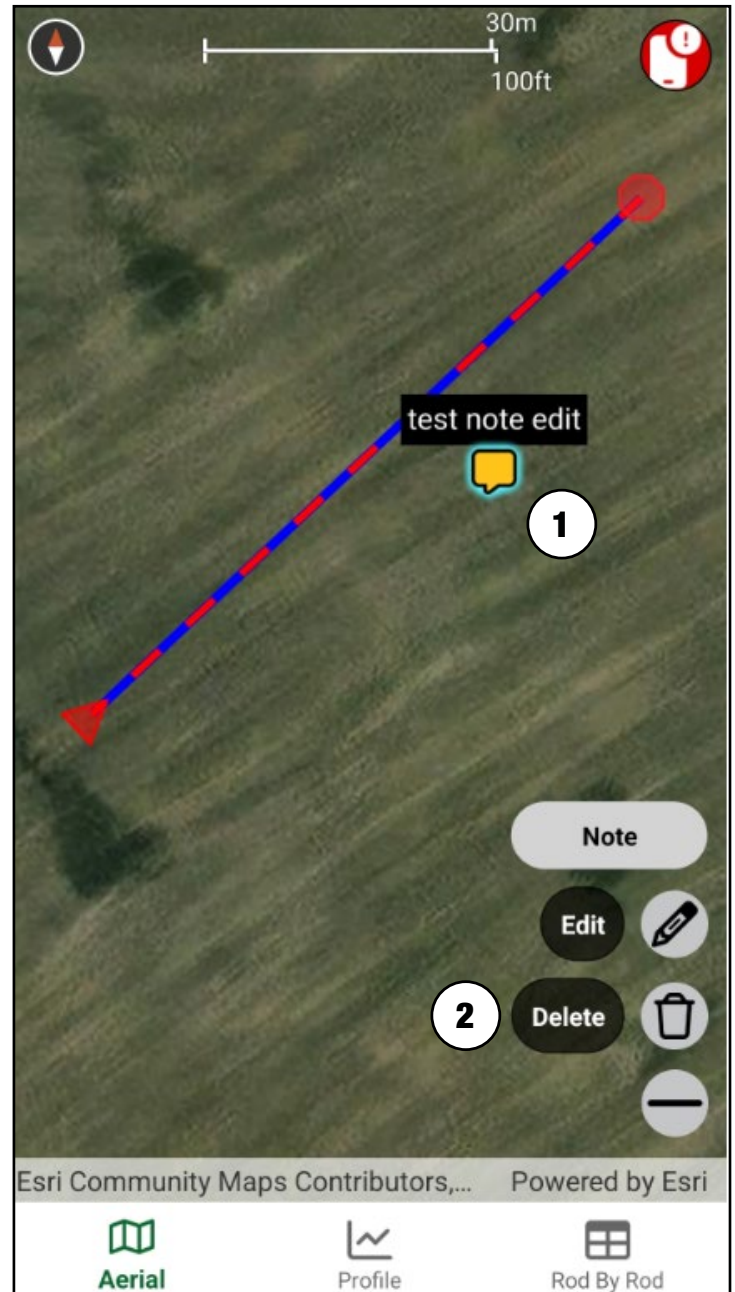 30m
100ft
!
test note edit
1
Note
Edit
2 Delete
Esri Community Maps Contributors,... Powered by Esri
Aerial Profile Rod By Rod